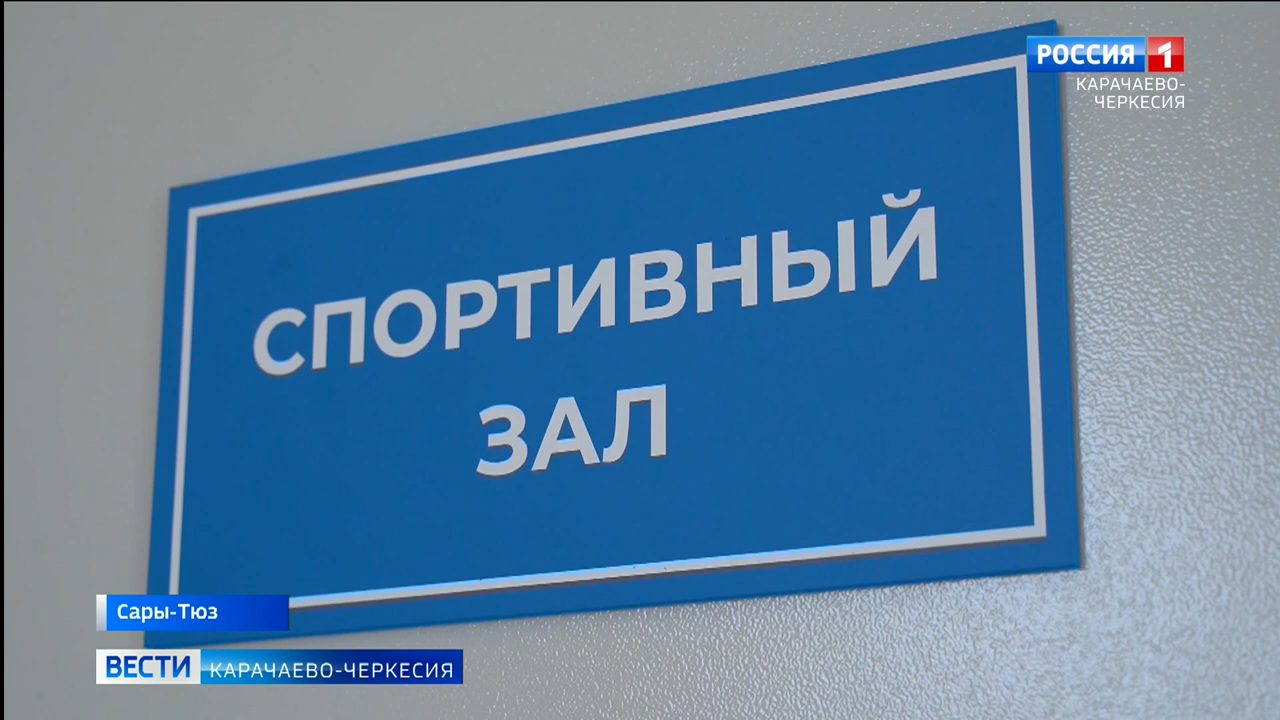 РОССИЯ 1
КАРАЧАЕВО-
ЧЕРКЕСИЯ
СПОРТИВНЫЙ
ЗАЛ
Сары-Тюз
ВЕСТИ КАРАЧАЕВО-ЧЕРКЕСИЯ